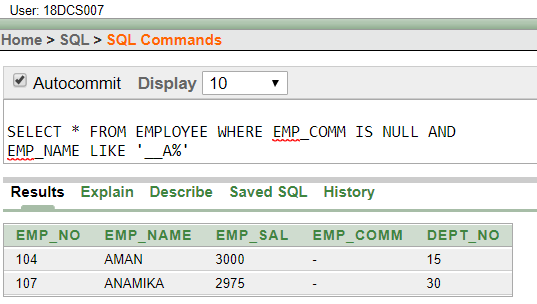 User: 18DCS007
Home > SQL > SQL Commands
Autocommit Display 10
SELECT * FROM EMPLOYEE WHERE EMP_COMM IS NULL AND
EMP_NAME LIKE '__A%'
Results Explain Describe Saved SQL History
EMP_NO EMP_NAME EMP_SAL EMP_COMM DEPT_NO
104 AMAN 3000 - 15
107 ANAMIKA 2975 - 30